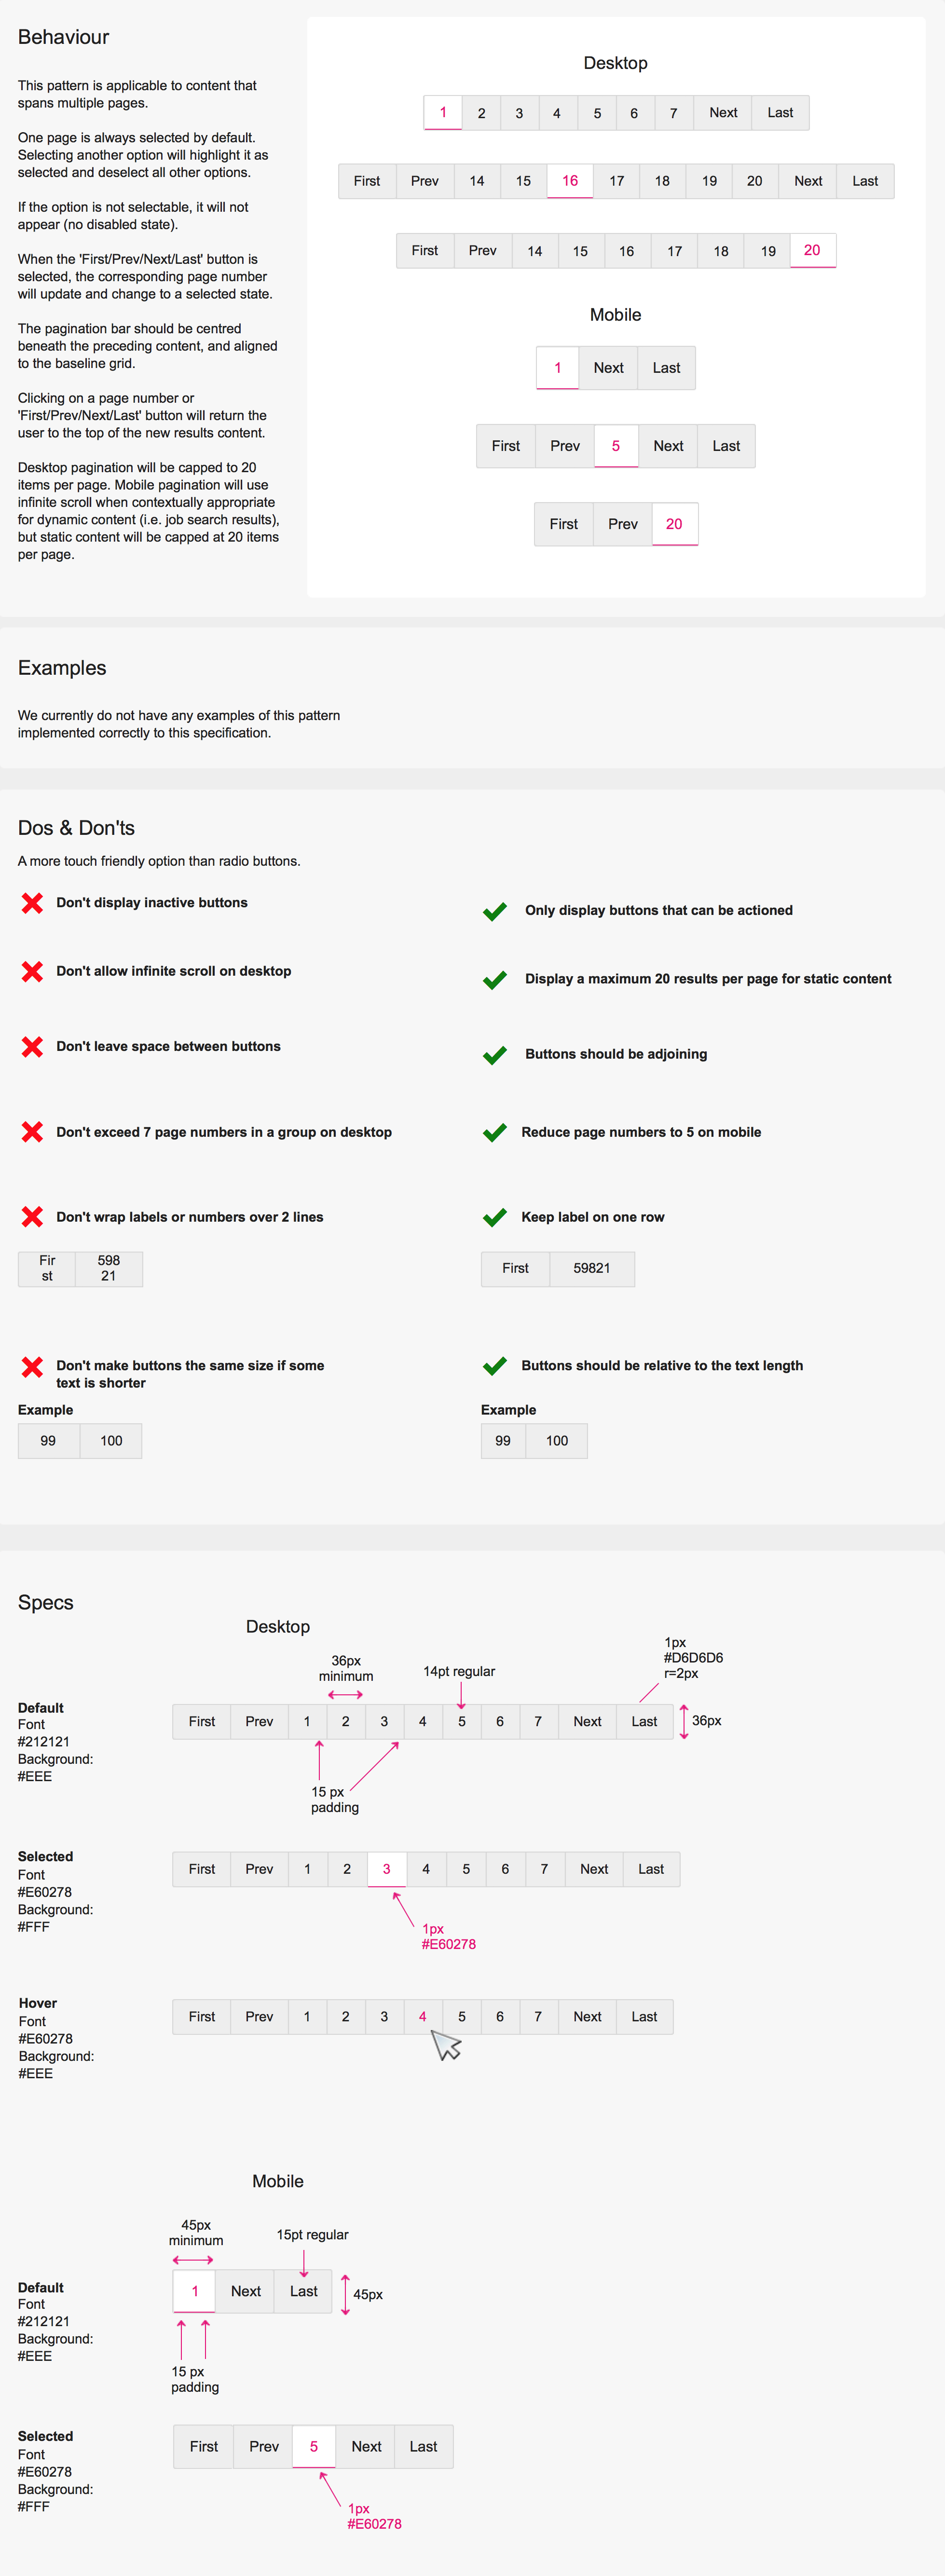 Behaviour
This pattern is applicable to content that
spans multiple pages.
One page is always selected by default.
Selecting another option will highlight it as
selected and deselect all other options.
If the option is not selectable, it will not
appear (no disabled state).
When the 'First/Prev/Next/Last' button is
selected, the corresponding page number
will update and change to a selected state.
The pagination bar should be centred
beneath the preceding content, and aligned
to the baseline grid.
Clicking on a page number or
'First/Prev/Next/Last' button will return the
user to the top of the new results content.
Desktop pagination will be capped to 20
items per page. Mobile pagination will use
infinite scroll when contextually appropriate
for dynamic content (i.e. job search results),
but static content will be capped at 20 items
per page.
Desktop
1 2 3 4 5 6 7 Next Last
First Prev 14 15 16 17 18 19 20 Next Last
First Prev 14 15 16 17 18 19 20
Mobile
1 Next Last
First Prev 5 Next Last
First Prev 20
Examples
We currently do not have any examples of this pattern
implemented correctly to this specification.
Dos & Don'ts
A more touch friendly option than radio buttons.
Don't display inactive buttons
Only display buttons that can be actioned
Don't allow infinite scroll on desktop
Display a maximum 20 results per page for static content
Don't leave space between buttons
Buttons should be adjoining
Don't exceed 7 page numbers in a group on desktop
Reduce page numbers to 5 on mobile
Don't wrap labels or numbers over 2 lines
Keep label on one row
Fir 598
st 21
First 59821
Don't make buttons the same size if some
text is shorter
Buttons should be relative to the text length
Example
99 100
Example
99 100
Specs
Desktop
36px
minimum
14pt regular
1px
#D6D6D6
r=2px
Default
Font
#212121
Background:
#EEE
First Prev 1 2 3 4 5 6 7 Next Last
36px
15 px
padding
Selected
Font
#E60278
Background:
#FFF
First Prev 1 2 3 4 5 6 7 Next Last
1px
#E60278
Hover
Font
#E60278
Background:
#EEE
First Prev 1 2 3 4 5 6 7 Next Last
Mobile
45px
minimum
15pt regular
Default
Font
#212121
Background:
#EEE
1 Next Last
45px
15 px
padding
Selected
Font
#E60278
Background:
#FFF
First Prev 5 Next Last
1px
#E60278